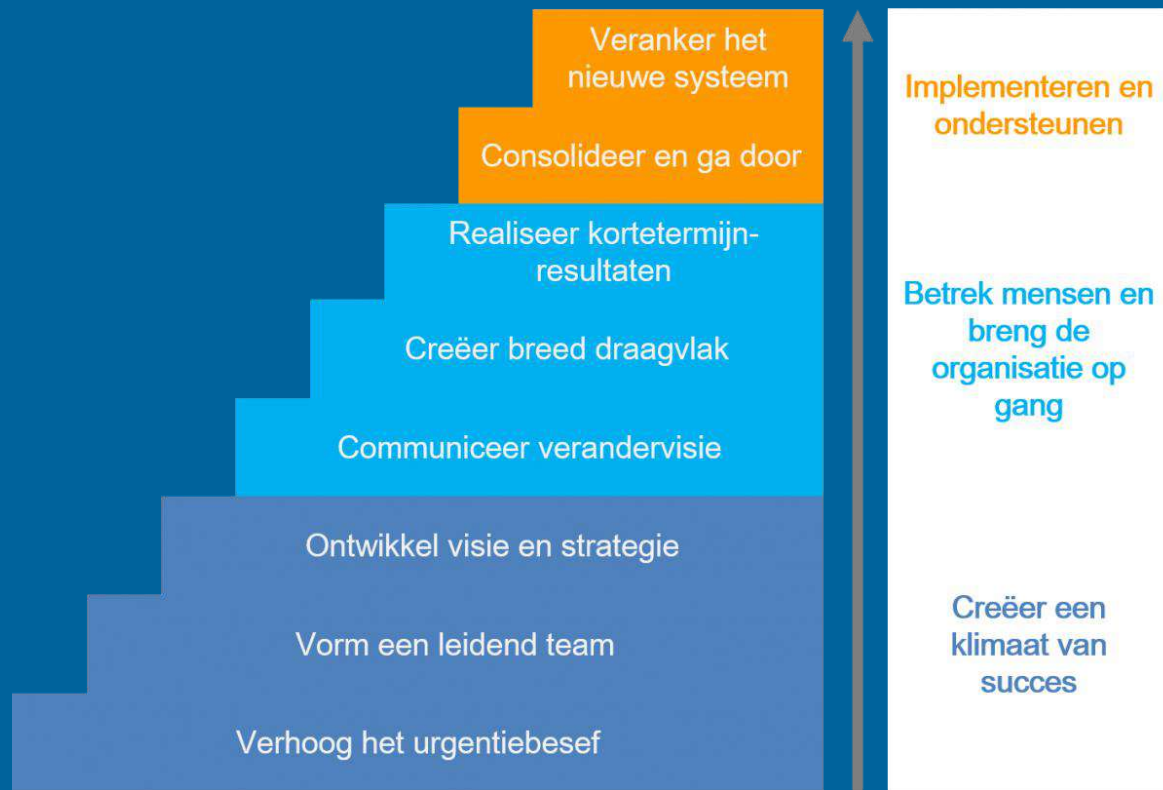 Veranker het
nieuwe systeem
Consolideer en ga door
Realiseer kortetermijn-
resultaten
Creëer breed draagvlak
Communiceer verandervisie
Ontwikkel visie en strategie
Vorm een leidend team
Verhoog het urgentiebesef
Implementeren en
ondersteunen
Betrek mensen en
breng de
organisatie op
gang
Creëer een
klimaat van
succes